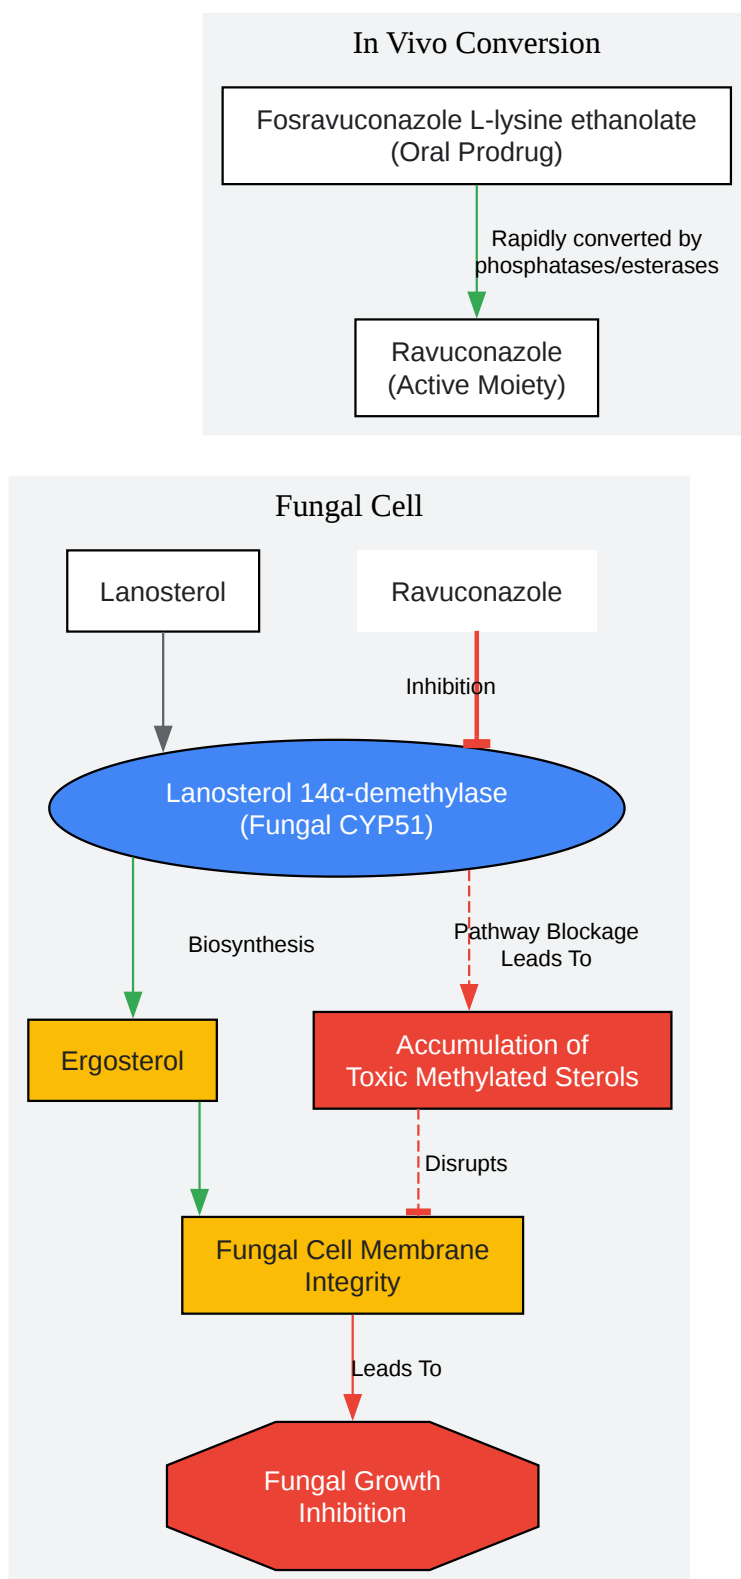 In Vivo Conversion
Fosravuconazole L-lysine ethanolate
(Oral Prodrug)
Rapidly converted by
phosphatases/esterases
Ravuconazole
(Active Moiety)
Fungal Cell
Lanosterol
Ravuconazole
Inhibition
Lanosterol 14α-demethylase
(Fungal CYP51)
Biosynthesis
Pathway Blockage
Leads To
Ergosterol
Accumulation of
Toxic Methylated Sterols
Disrupts
Fungal Cell Membrane
Integrity
Leads To
Fungal Growth
Inhibition